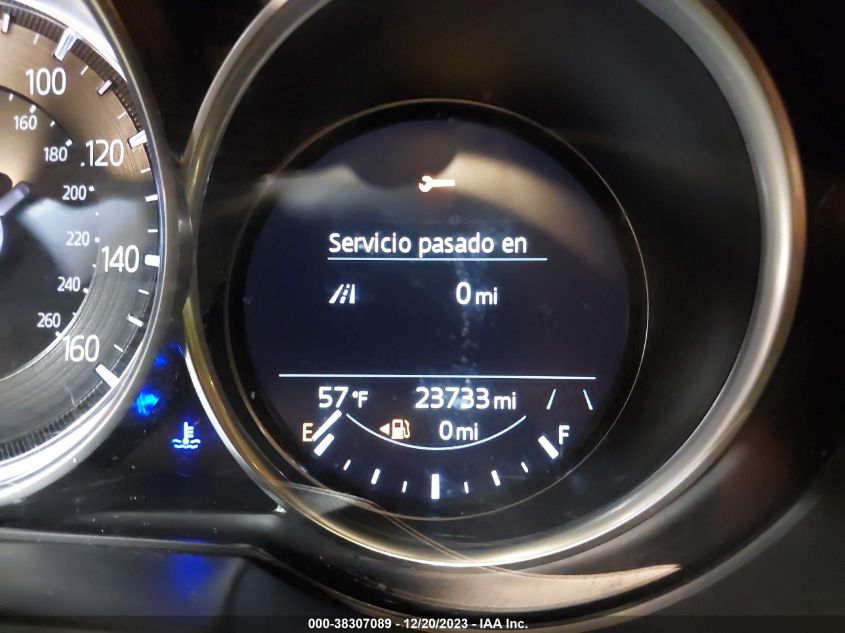 100
160
120
180
200
220
140
240
260
160
Servicio pasado en
0 mi
57 °F 23733 mi
E 0 mi F
000-38307089 - 12/20/2023 - IAA Inc.